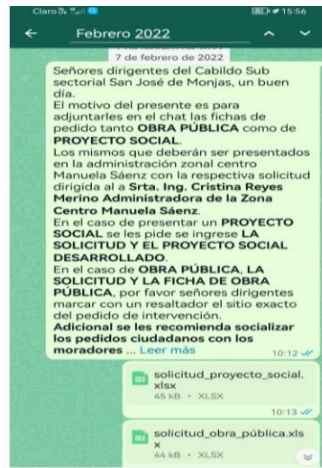 Claro 15:56
Febrero 2022
7 de febrero de 2022
Señores dirigentes del Cabildo Sub
sectorial San José de Monjas, un buen
día.
El motivo del presente es para
adjuntarles en el chat las fichas de
pedido tanto OBRA PÚBLICA como de
PROYECTO SOCIAL.
Los mismos que deberán ser presentados
en la administración zonal centro
Manuela Sáenz con la respectiva solicitud
dirigida al a Srta. Ing. Cristina Reyes
Merino Administradora de la Zona
Centro Manuela Sáenz.
En el caso de presentar un PROYECTO
SOCIAL se les pide se ingrese LA
SOLICITUD Y EL PROYECTO SOCIAL
DESARROLLADO.
En el caso de OBRA PÚBLICA, LA
SOLICITUD Y LA FICHA DE OBRA
PÚBLICA, por favor señores dirigentes
marcar con un resaltador el sitio exacto
del pedido de intervención.
Adicional se les recomienda socializar
los pedidos ciudadanos con los
moradores ... Leer más 10:12
solicitud_proyecto_social.
xlsx
45 kB • XLSX
10:13
solicitud_obra_pública.xls
x
44 kB • XLSX